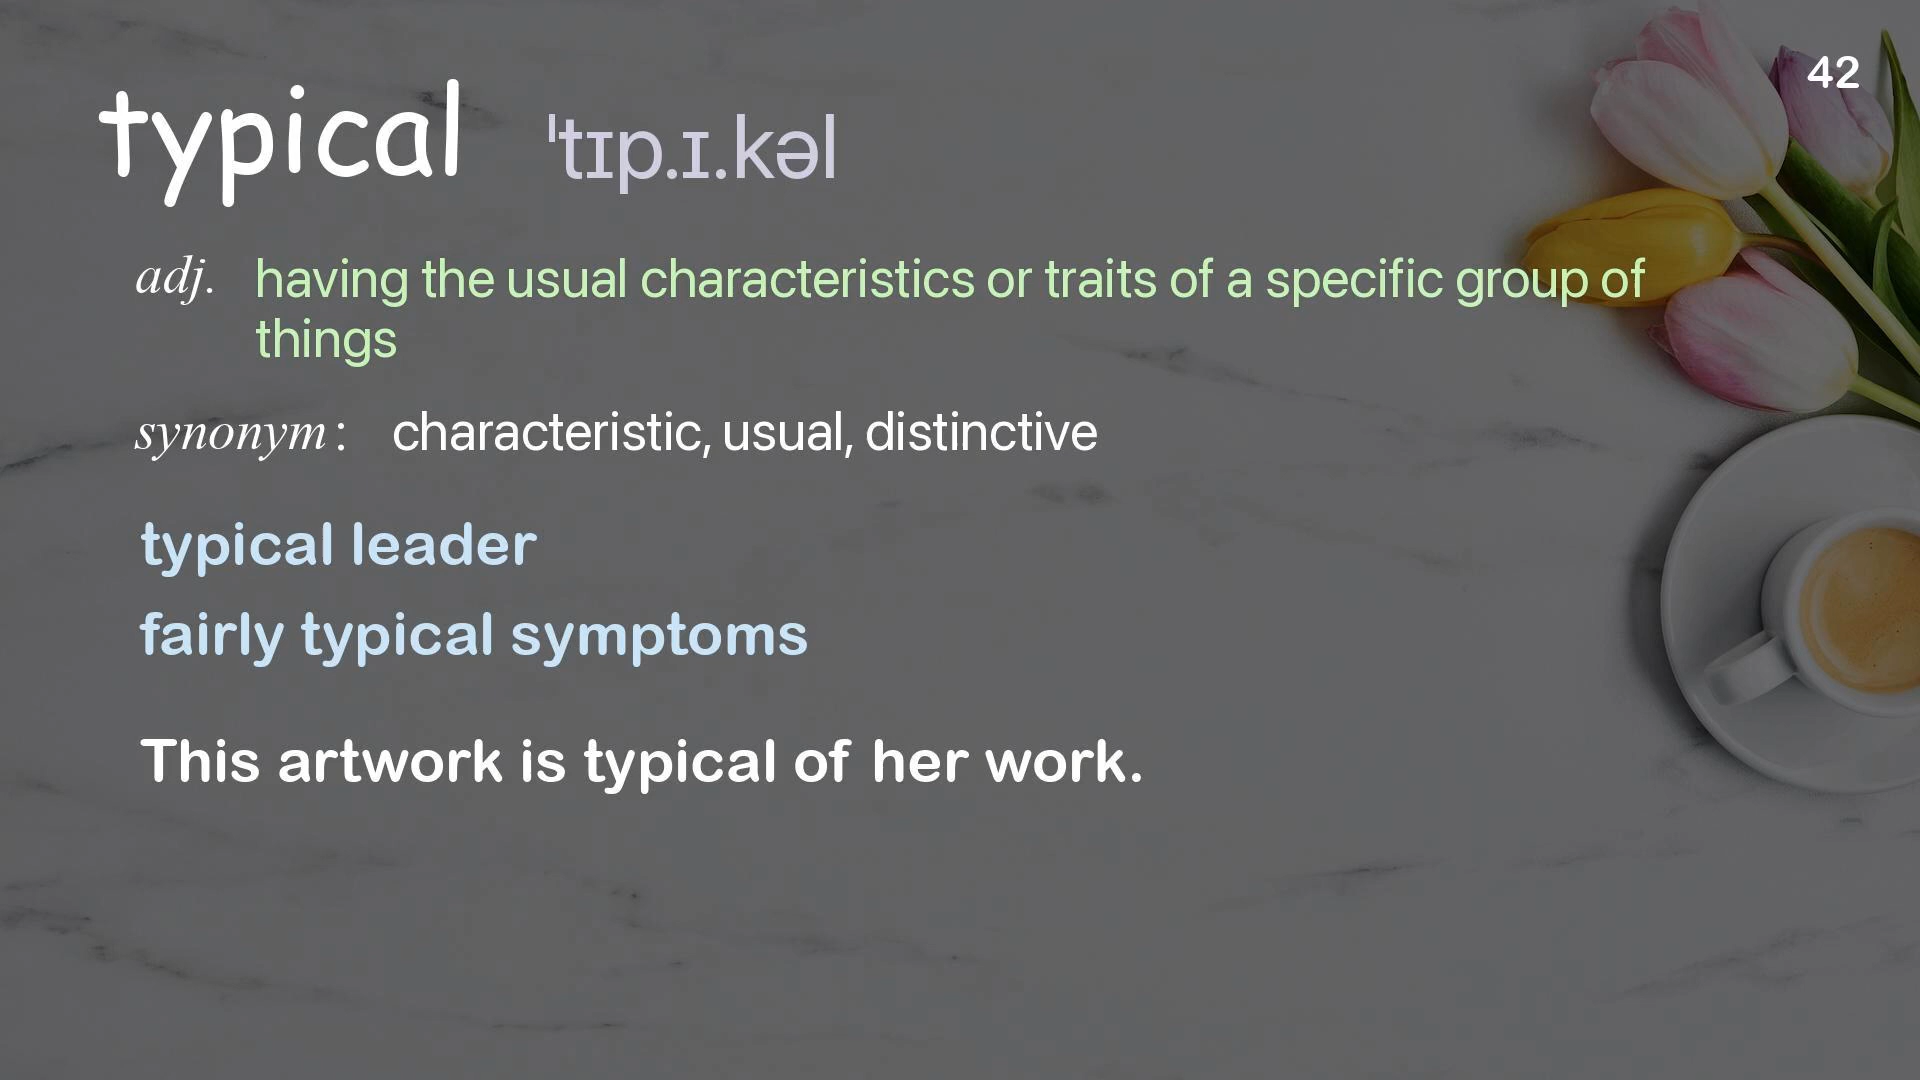 42
typical ˈtɪp.ɪ.kəl
adj. having the usual characteristics or traits of a specific group of
things
synonym: characteristic, usual, distinctive
typical leader
fairly typical symptoms
This artwork is typical of her work.